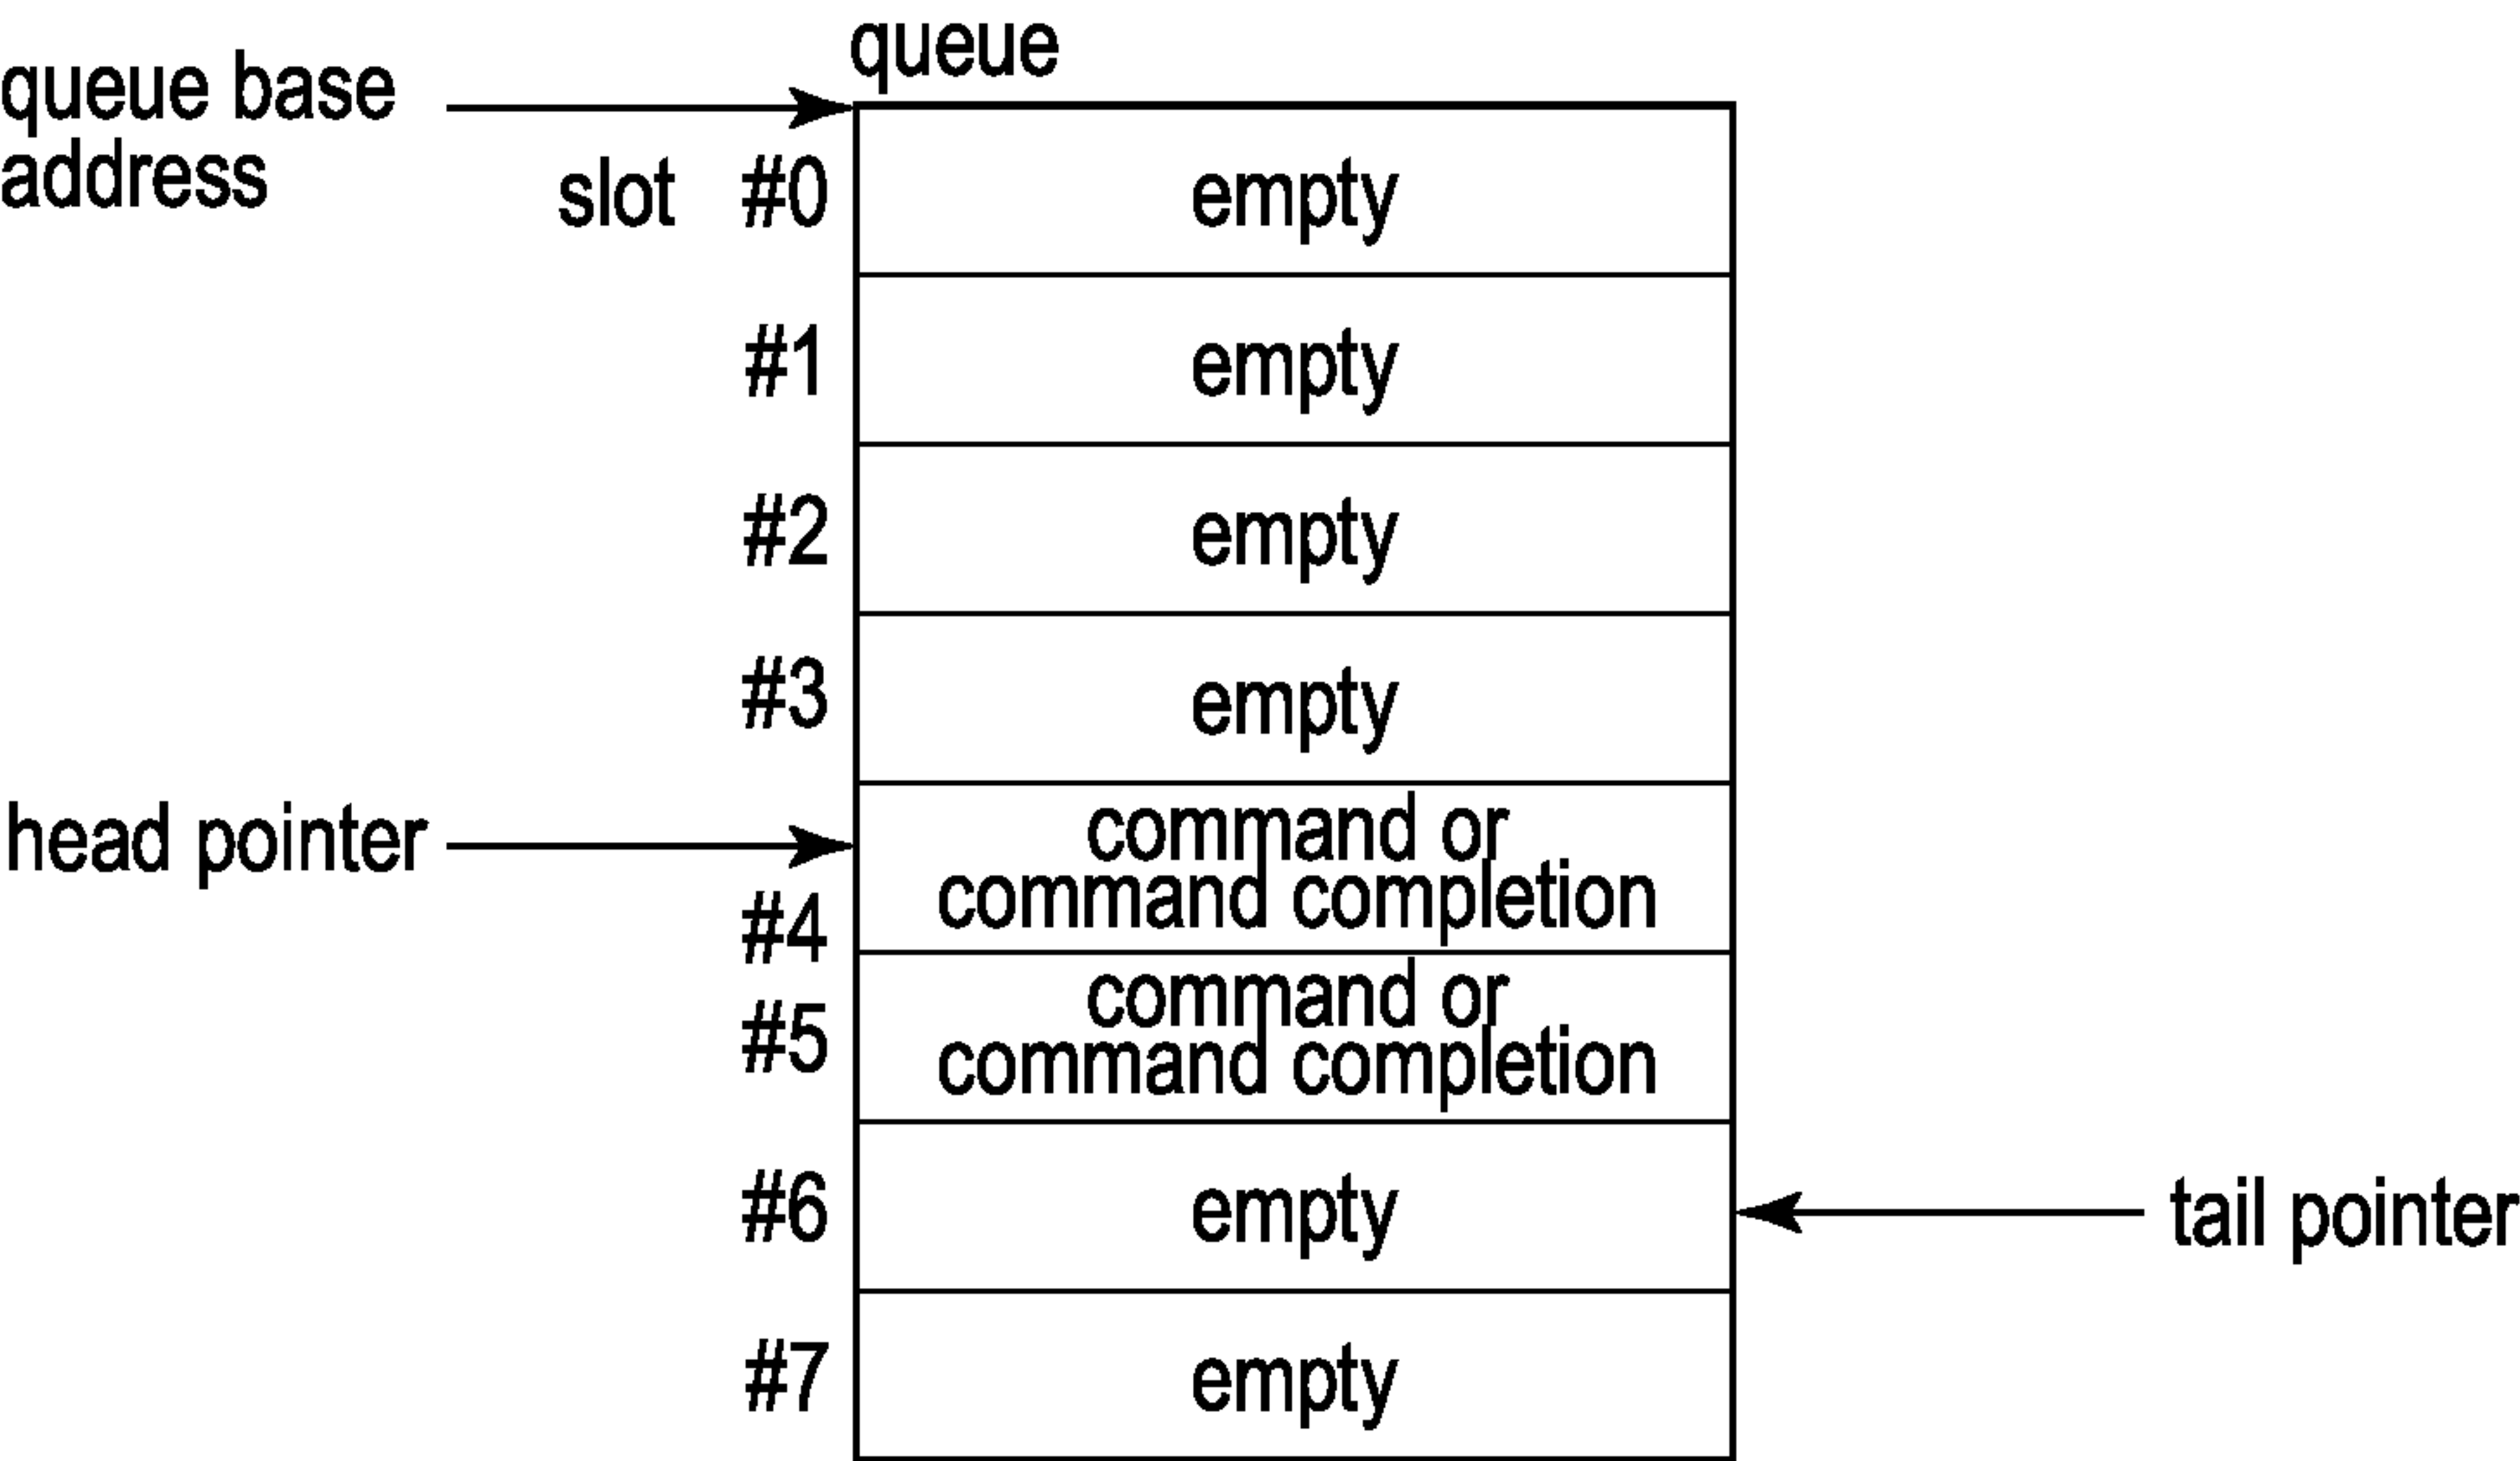 queue
queue base
address
slot #0 empty
#1 empty
#2 empty
#3 empty
head pointer
command or
command completion
#4
command or
#5
command completion
#6 empty
tail pointer
#7 empty